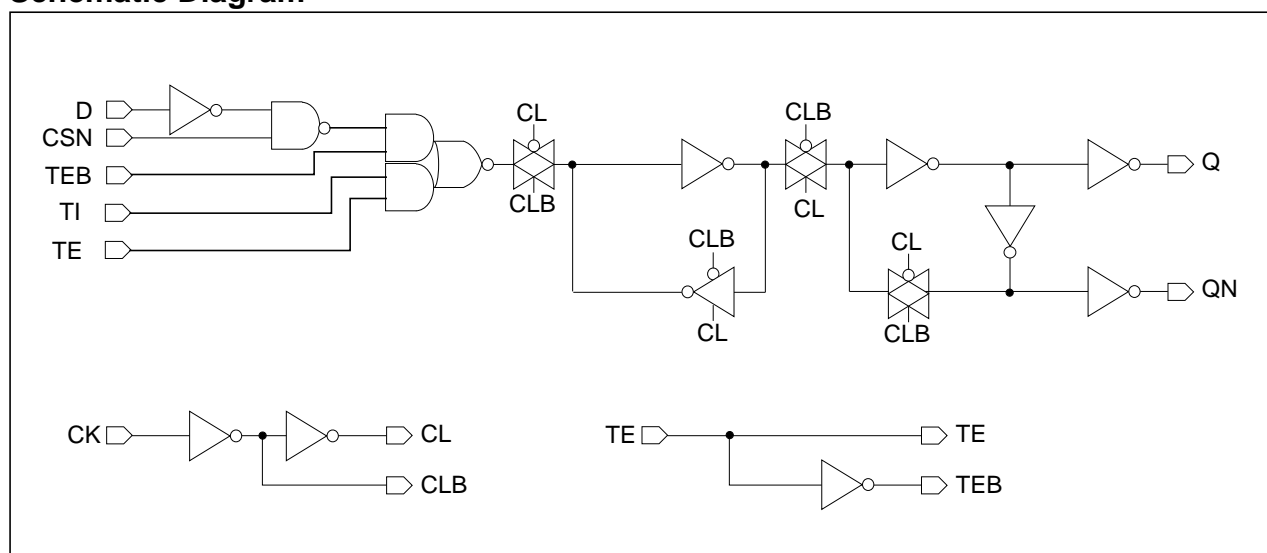 Schematic Diagram
D
CSN
TEB
TI
TE
CL
CLB
CLB
CL
CLB
CL
CL
CLB
Q
QN
CK
CL
CLB
TE
TE
TEB